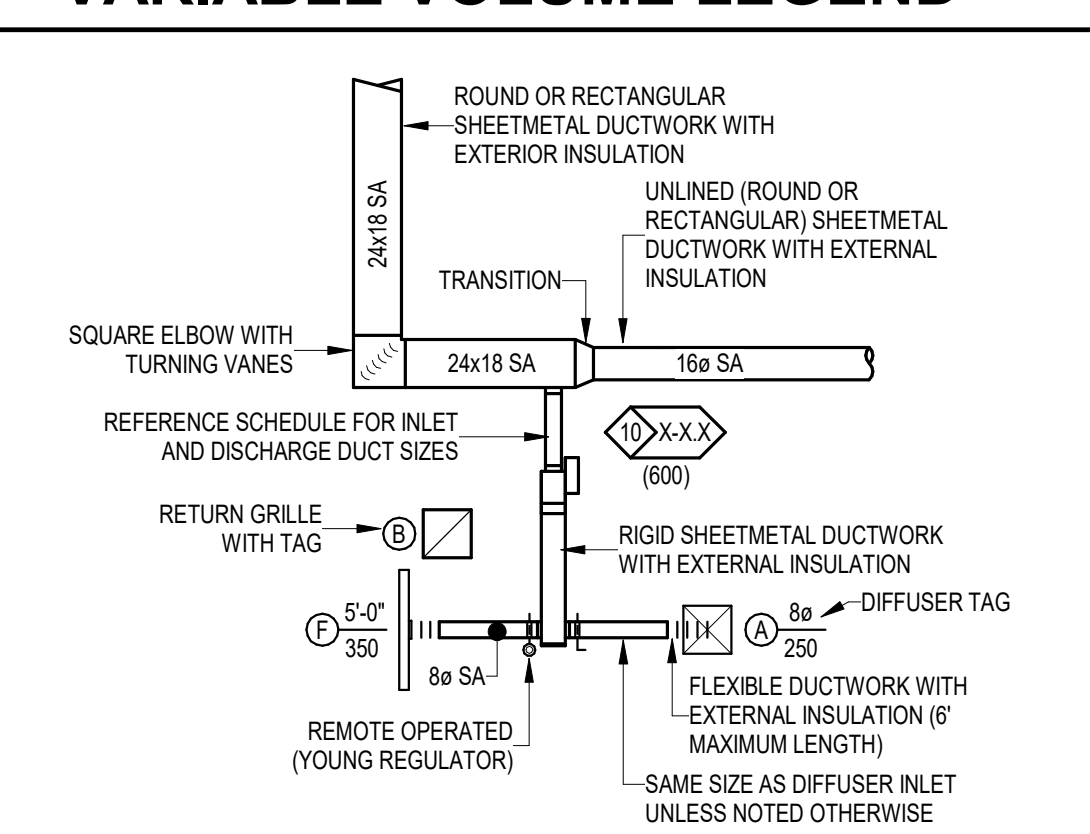 VARIABLE VOLUME LEGEND
ROUND OR RECTANGULAR
SHEETMETAL DUCTWORK WITH
EXTERIOR INSULATION
24x18 SA
UNLINED (ROUND OR
RECTANGULAR) SHEETMETAL
DUCTWORK WITH EXTERNAL
INSULATION
TRANSITION
SQUARE ELBOW WITH
TURNING VANES
24x18 SA
16ø SA
REFERENCE SCHEDULE FOR INLET
AND DISCHARGE DUCT SIZES
10 X-X.X
(600)
RETURN GRILLE
WITH TAG
B
RIGID SHEETMETAL DUCTWORK
WITH EXTERNAL INSULATION
F 5'-0"
350
8ø SA
A 8ø
250
DIFFUSER TAG
REMOTE OPERATED
(YOUNG REGULATOR)
FLEXIBLE DUCTWORK WITH
EXTERNAL INSULATION (6'
MAXIMUM LENGTH)
SAME SIZE AS DIFFUSER INLET
UNLESS NOTED OTHERWISE